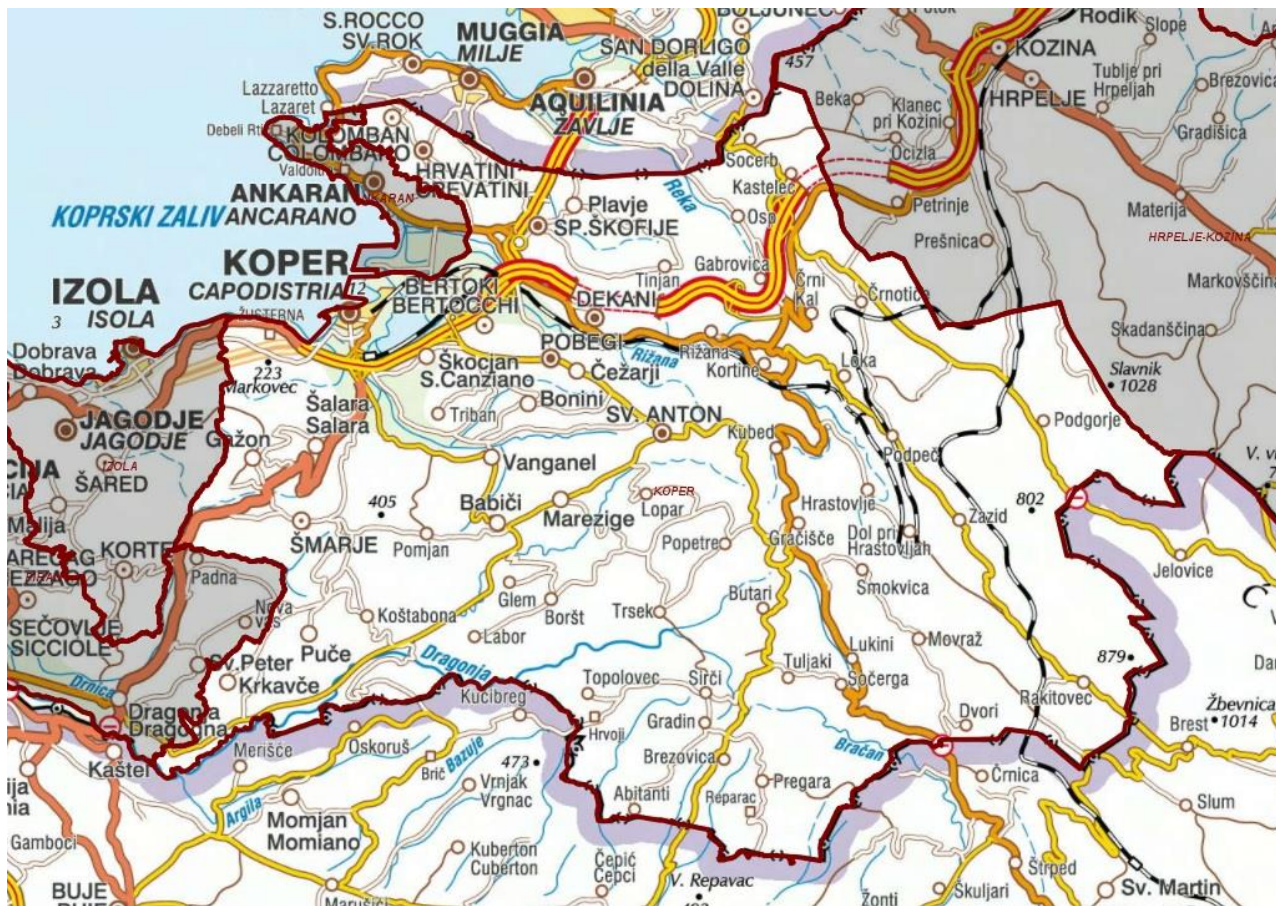 S.ROCCO
SV.ROK
MUGGIA
MILJE
SAN DORLIGO
della Valle
DOLINA
457
Rodik
Slope
KOZINA
Tublje pri
Hrpeljah
Brezovica
HRPELJE
Gradišica
Beka
Klanec
pri Kozini
Ocizla
Lazzaretto
Lazaret
Debeli Rtič
AQUILINIA
ZAVLJE
KOLOMBAN
COLOMBANO
Valdoltra
HRVATINI
CREVATINI
Socerb
Kastelec
ANKARAN
ANCARANO
KOPRSKI ZALIV
Plavje
SP.ŠKOFIJE
Reka
Osp
Petrinje
Prešnica
Materija
HRPELJE-KOZINA
Markovščina
KOPER
CAPODISTRIA
12
IZOLA
ISOLA
3
ŽUSTERNA
BERTOKI
BERTOCCHI
Tinjan
Gabrovica
DEKANI
Črni
Kal
Črnotiče
Skadanščina
Dobrava
Dobrava
223
Markovec
Škocjan
S.Canziano
POBEGI
Čežarji
Rižana
Rižana
Kortine
Loka
Slavnik
1028
JAGODJE
JAGODJE
Šalara
Salara
Triban
Bonini
SV. ANTON
Kubed
Podgorje
Gažon
IZOLA
ŠARED
Vanganel
Podpeč
Malija
405
Babiči
Marezige
KOPER
Lopar
Hrastovlje
802
Zazid
ŠMARJE
Pomjan
Popetre
Gračišče
Dol pri
Hrastovljah
KORTE
Padna
Smokvica
Jelovice
Nova
vas
Glem
Boršt
Trsek
Butari
SEČOVLJE
SICCIOLE
Koštabona
Labor
Movraž
Lukini
Puče
Sv.Peter
Krkavče
Dragonja
Topolovec
Sirči
Tuljaki
Sočerga
879
Rakitovec
Drnica
Dragonja
Dragogna
Kucibreg
Hrvoji
Gradin
Dvori
Žbevnica
1014
Brest
Kaštel
Merišče
Oskoruš
Brič
Bazuje
473
Brezovica
Bračan
Črnica
Vrnjak
Vrgnac
Abitanti
Reparac
Pregara
Slum
Argila
Momjan
Momiano
Gamboci
Kuberton
Cuberton
Čepić
Čepci
V. Repavac
Štrped
BUJE
Marušići
Žonti
Škuljari
Sv. Martin